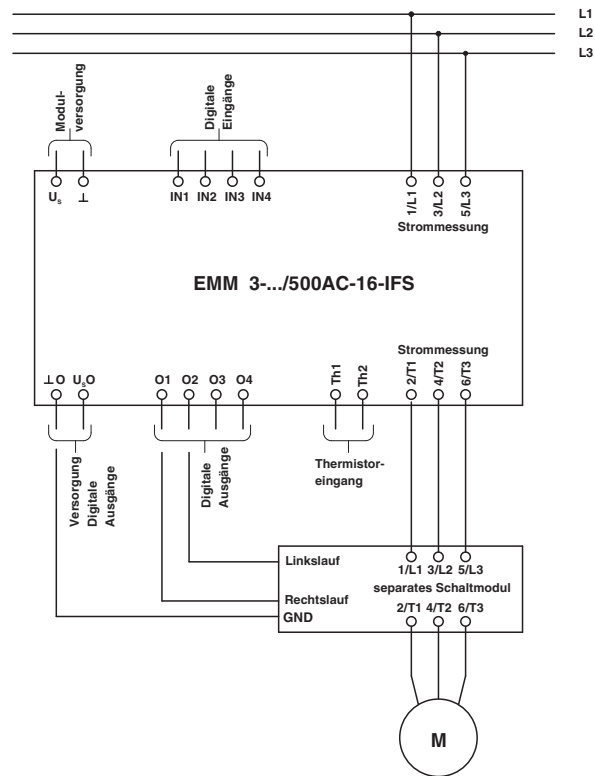 L1
L2
L3
Modul-
versorgung
Digitale
Eingänge
Us
⊥
IN1 IN2 IN3 IN4
1/L1
3/L2
5/L3
Strommessung
EMM 3-.../500AC-16-IFS
Strommessung
⊥O UsO
O1 O2 O3 O4
Th1
Th2
2/T1
4/T2
6/T3
Versorgung
Digitale
Ausgänge
Digitale
Ausgänge
Thermistor-
eingang
Linkslauf
1/L1 3/L2 5/L3
separates Schaltmodul
Rechtslauf
2/T1 4/T2 6/T3
GND
M